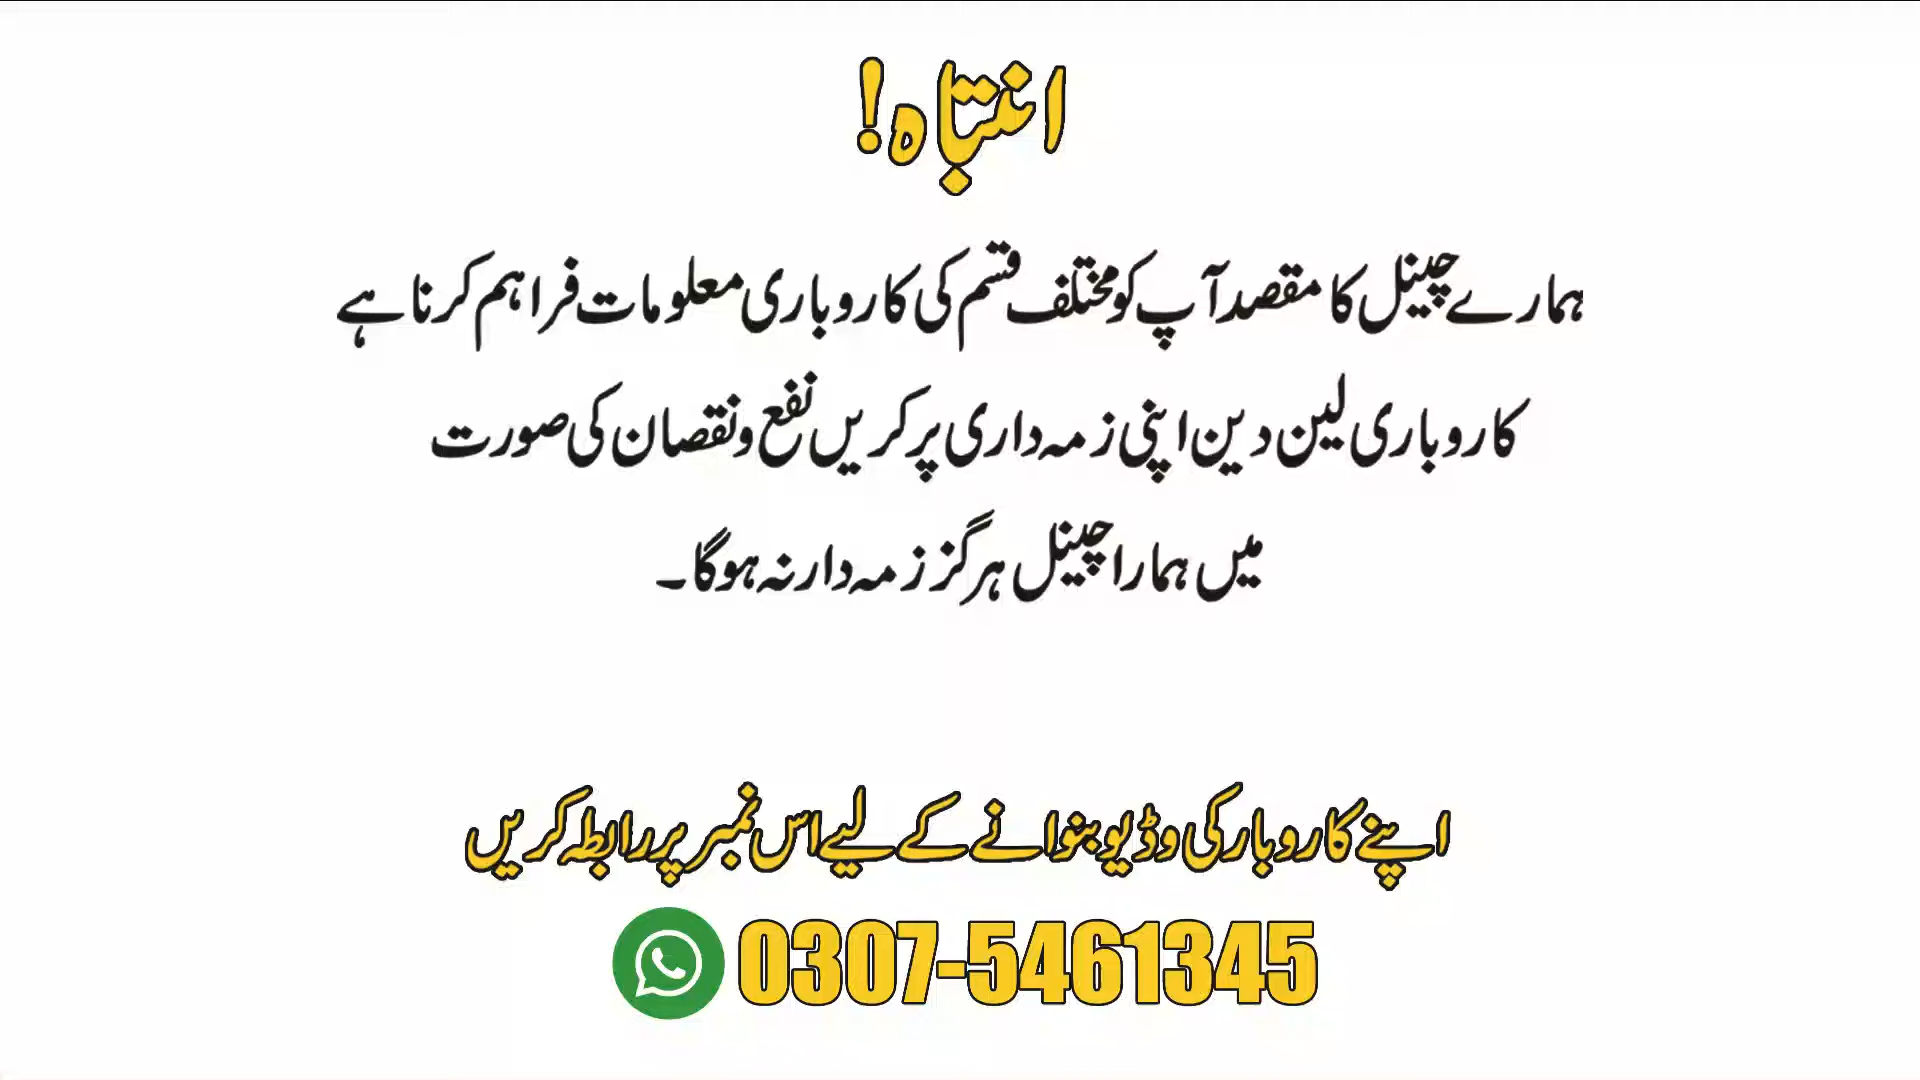 انتباہ!
ہمارے چینل کا مقصد آپ کو مختلف قسم کی کاروباری معلومات فراہم کرنا ہے
کاروباری لین دین اپنی زمہ داری پر کریں نفع و نقصان کی صورت
میں ہمارا چینل ہرگز زمہ دار نہ ہوگا۔
اپنے کاروبار کی وڈیو بنوانے کے لیے اس نمبر پر رابطہ کریں
0307-5461345